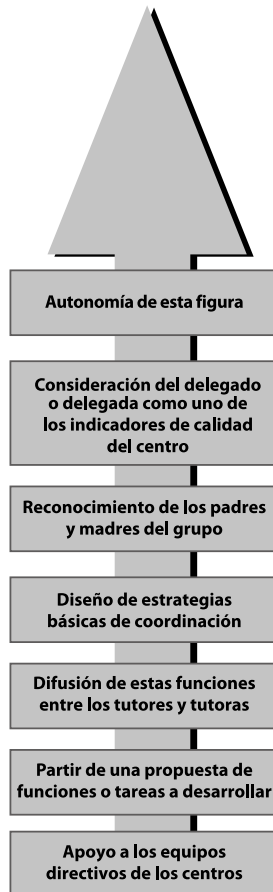 Autonomía de esta figura
Consideración del delegado
o delegada como uno de
los indicadores de calidad
del centro
Reconocimiento de los padres
y madres del grupo
Diseño de estrategias
básicas de coordinación
Difusión de estas funciones
entre los tutores y tutoras
Partir de una propuesta de
funciones o tareas a desarrollar
Apoyo a los equipos
directivos de los centros